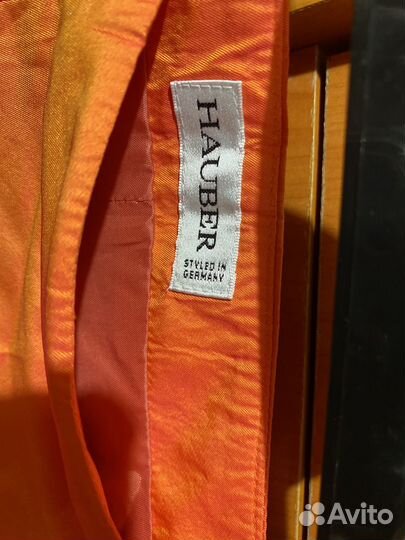 HAUBER
STYLED IN
GERMANY
Avito